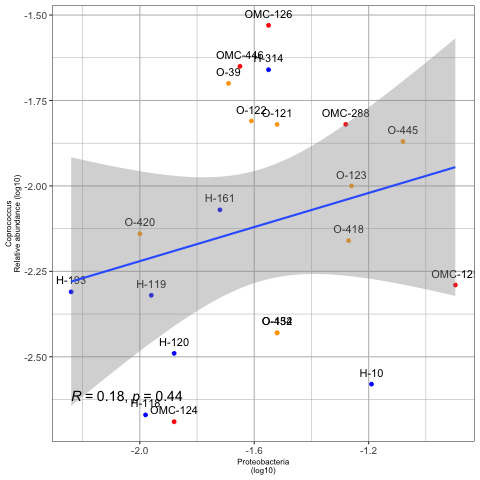 -1.50
-1.75
-2.00
-2.25
-2.50
Coprococcus
Relative abundance (log10)
OMC-126
OMC-446
H-314
O-39
O-122
O-121
OMC-288
O-445
O-123
H-161
O-420
O-418
H-193
H-119
H-120
H-10
R = 0.18, p = 0.44
H-118
OMC-124
-2.0
-1.6
-1.2
Proteobacteria
(log10)